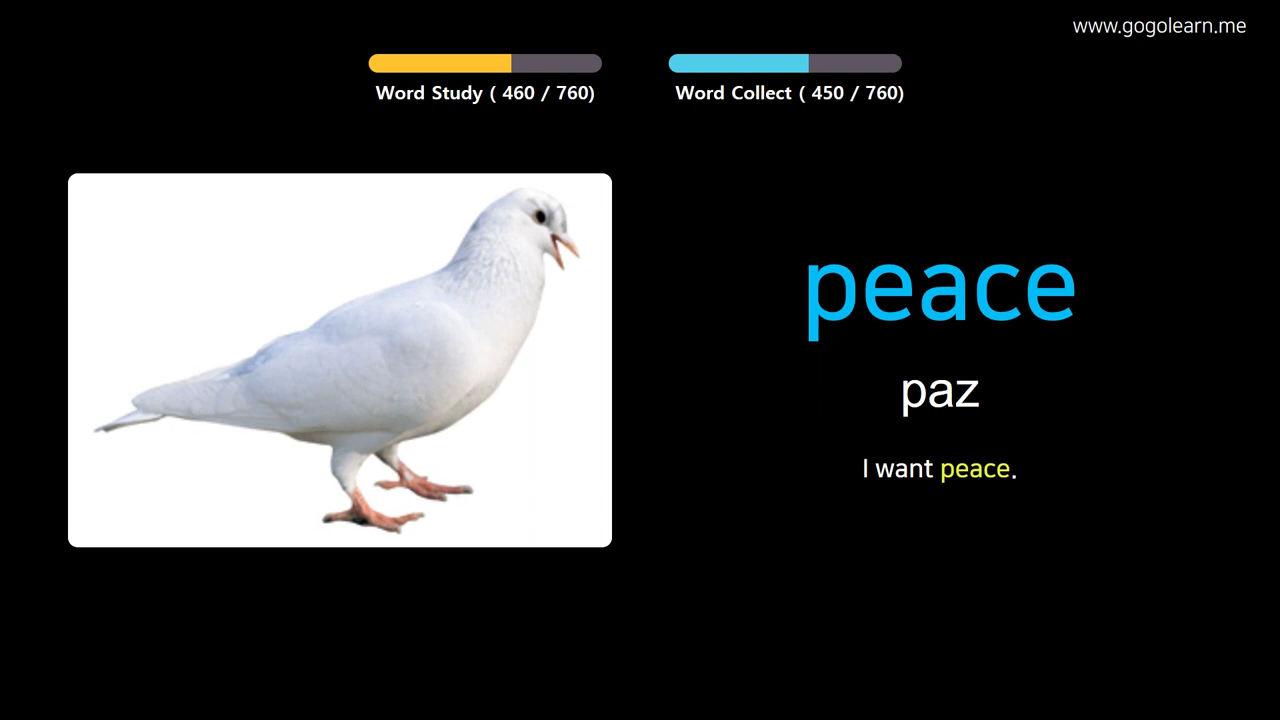 www.gogolearn.me
Word Study ( 460 / 760)
Word Collect ( 450 / 760)
peace
paz
I want peace.